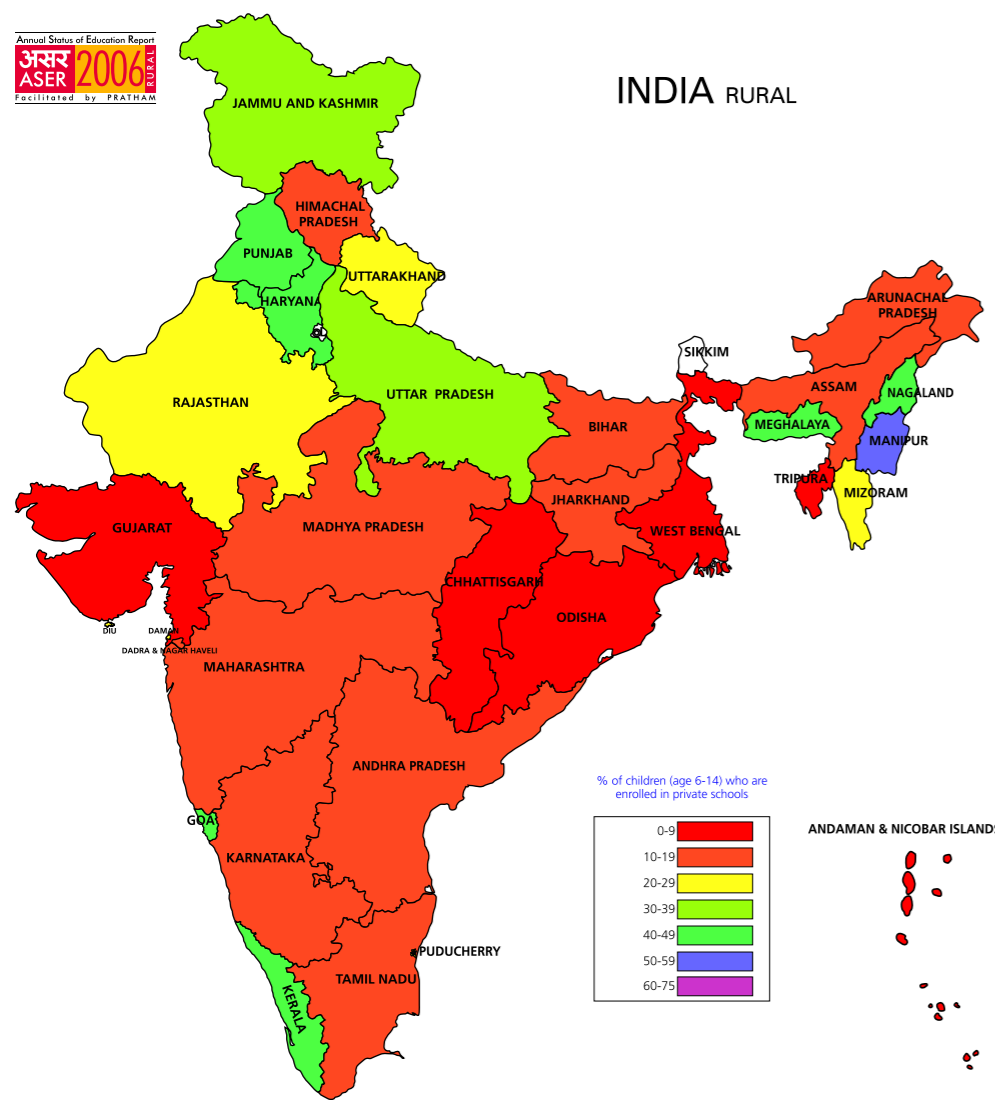 Annual Status of Education Report
असर
ASER
2006
RURAL
Facilitated by PRATHAM
INDIA RURAL
JAMMU AND KASHMIR
HIMACHAL
PRADESH
PUNJAB
UTTARAKHAND
HARYANA
ARUNACHAL
PRADESH
SIKKIM
RAJASTHAN
UTTAR PRADESH
ASSAM
NAGALAND
BIHAR
MEGHALAYA
MANIPUR
TRIPURA
MIZORAM
JHARKHAND
GUJARAT
MADHYA PRADESH
WEST BENGAL
CHHATTISGARH
ODISHA
DIU
DAMAN
DADRA & NAGAR HAVELI
MAHARASHTRA
ANDHRA PRADESH
GOA
KARNATAKA
PUDUCHERRY
TAMIL NADU
KERALA
% of children (age 6-14) who are
enrolled in private schools
0-9
10-19
20-29
30-39
40-49
50-59
60-75
ANDAMAN & NICOBAR ISLANDS